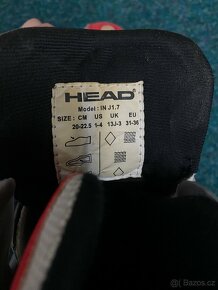 HEAD
Model: IN J1.7
SIZE: CM US UK EU
20-22.5 1-4 13J-3 31-36
Sbazar.cz